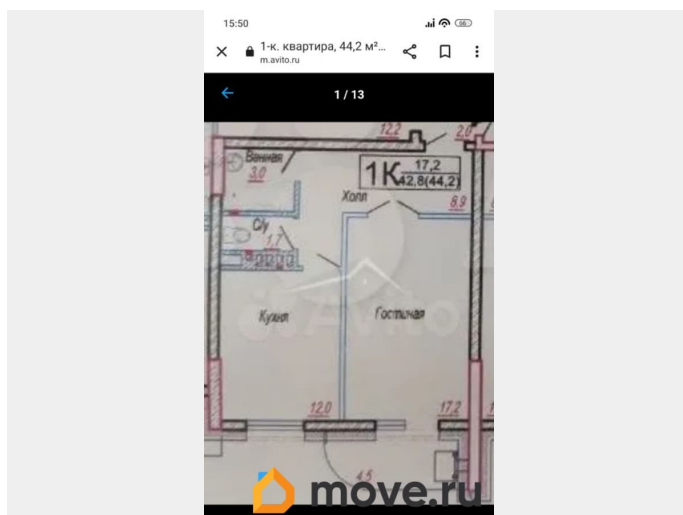 15:50
66
1-к. квартира, 44,2 м²...
m.avito.ru
1 / 13
12,2
2,0
Ванная
3,0
1К 17,2
42,8(44,2)
Холл
8,9
С/у
1,7
Avito
Кухня
Гостиная
12,0
17,2
4,5
move.ru